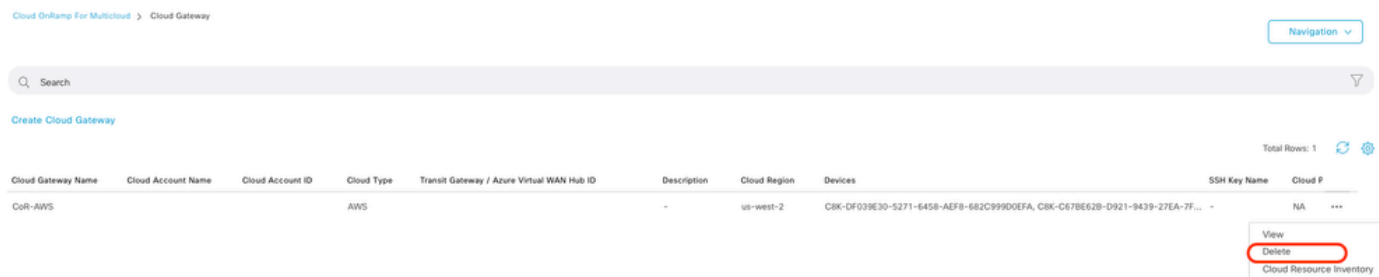 Cloud OnRamp For Multicloud > Cloud Gateway
Navigation
Search
Create Cloud Gateway
Total Rows: 1
Cloud Gateway Name Cloud Account Name Cloud Account ID Cloud Type Transit Gateway / Azure Virtual WAN Hub ID Description Cloud Region Devices SSH Key Name Cloud P
CoR-AWS AWS - us-west-2 C8K-DF039E30-5271-6458-AEF8-682C999D0EFA, C8K-C67BE62B-D921-9439-27EA-7F... - NA ...
View
Delete
Cloud Resource Inventory